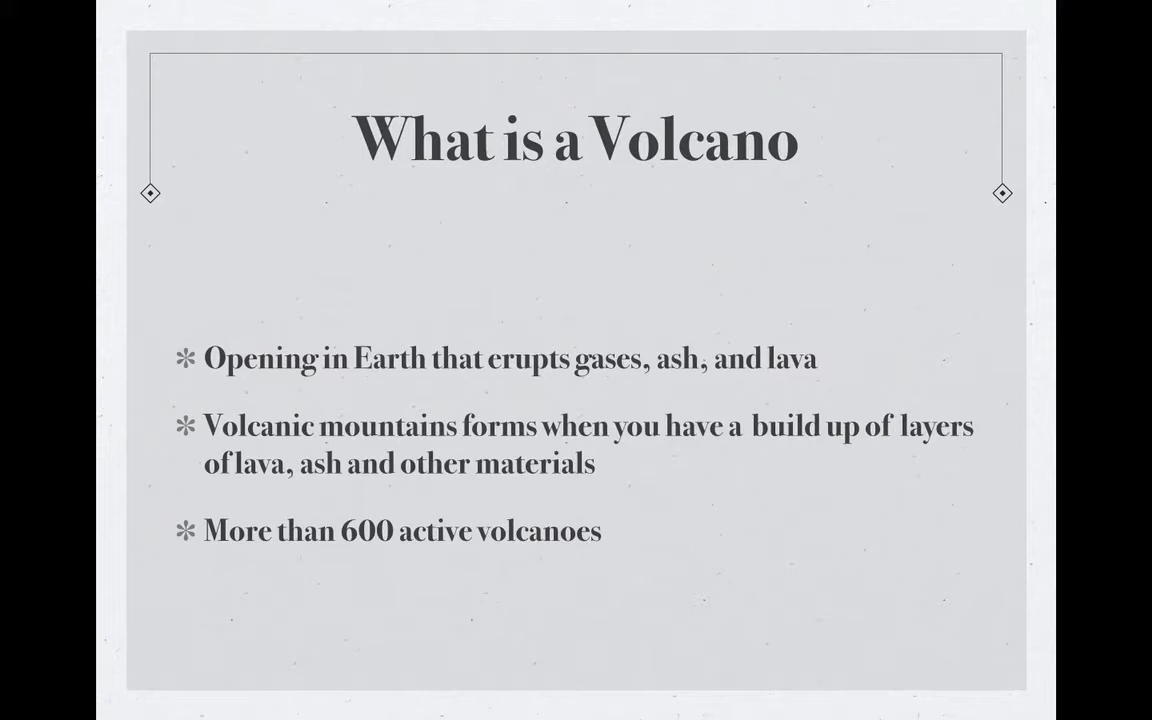 What is a Volcano
Opening in Earth that erupts gases, ash, and lava
Volcanic mountains forms when you have a build up of layers
of lava, ash and other materials
More than 600 active volcanoes